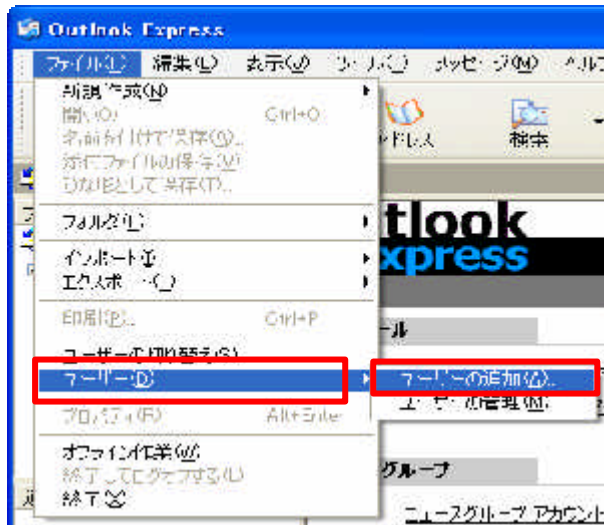 Outlook Express
ファイル(F) 編集(E) 表示(V) ツール(T) メッセージ(M) ヘルプ
新規作成(N)
開く(O) Ctrl+O
名前を付けて保存(A)...
添付ファイルの保存(V)
ひな形として保存(T)...
フォルダ(F)
インポート(I)
エクスポート(E)
印刷(P)... Ctrl+P
ユーザーの切り替え(S)
ユーザー(D)
ユーザーの追加(A)...
ユーザーの管理(M)
プロパティ(R) Alt+Enter
オフライン作業(W)
終了してログオフする(L)
終了(X)
ドレス
検索
tlook
xpress
ール
グループ
ニュースグループ アカウント